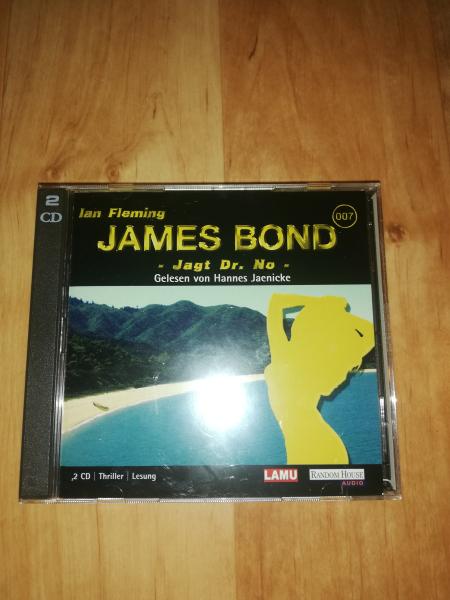 2
CD
Ian Fleming
007
JAMES BOND
- Jagt Dr. No -
Gelesen von Hannes Jaenicke
2 CD | Thriller | Lesung
LAMU
RANDOM HOUSE
AUDIO